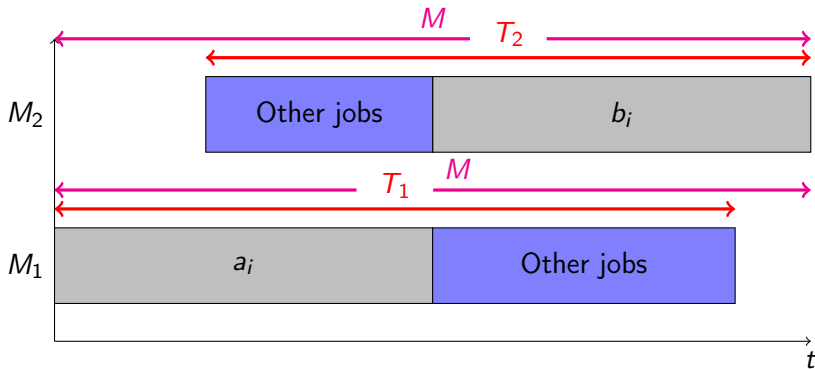 M
T₂
M₂ Other jobs bᵢ
M
T₁
M₁ aᵢ Other jobs
t